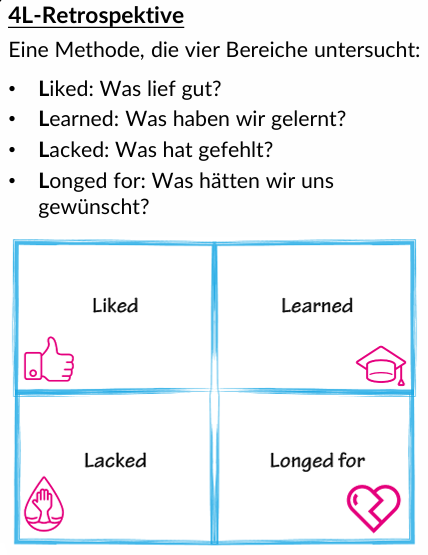 4L-Retrospektive
Eine Methode, die vier Bereiche untersucht:
• Liked: Was lief gut?
• Learned: Was haben wir gelernt?
• Lacked: Was hat gefehlt?
• Longed for: Was hätten wir uns
gewünscht?
Liked
Learned
Lacked
Longed for